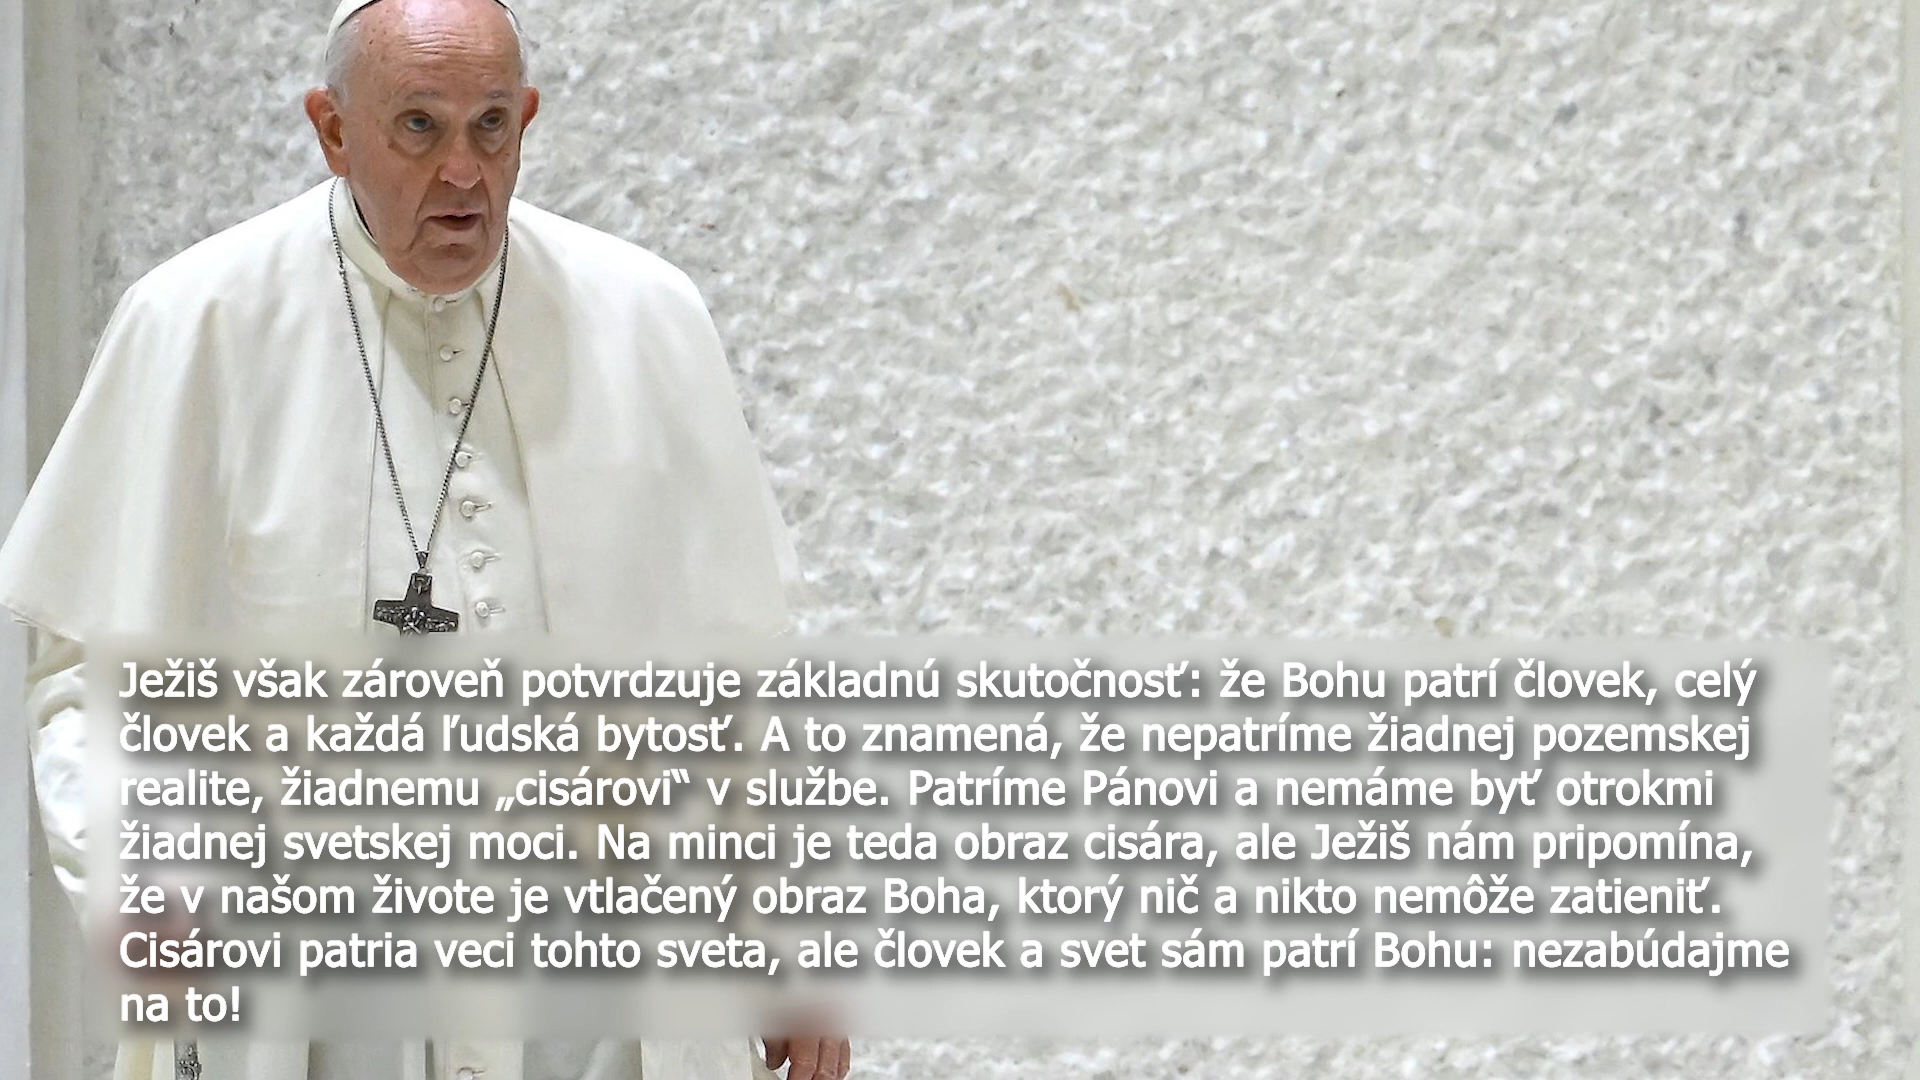 Ježiš však zároveň potvrdzuje základnú skutočnosť: že Bohu patrí človek, celý
človek a každá ľudská bytosť. A to znamená, že nepatríme žiadnej pozemskej
realite, žiadnemu „cisárovi“ v službe. Patríme Pánovi a nemáme byť otrokmi
žiadnej svetskej moci. Na minci je teda obraz cisára, ale Ježiš nám pripomína,
že v našom živote je vtlačený obraz Boha, ktorý nič a nikto nemôže zatieniť.
Cisárovi patria veci tohto sveta, ale človek a svet sám patrí Bohu: nezabúdajme
na to!